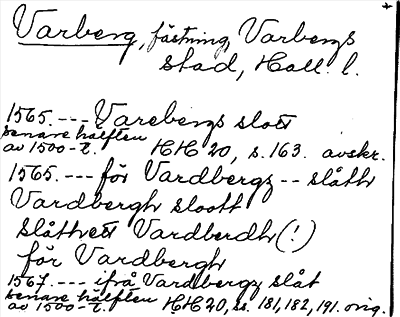 Varberg, fästning, Varbergs
stad, Hall. l.
1565. --- Varebergs slott
senare hälften
av 1500-t. HH 20, s. 163. avskr.
1565. --- för Vardbergz -- slåth
Vardbergh slott
slåttvett Vardberdh (!)
för Vardbergh
1567. --- ifrå Vardbergz slåt
senare hälften
av 1500-t. HH 20, ss. 181, 182, 191. orig.